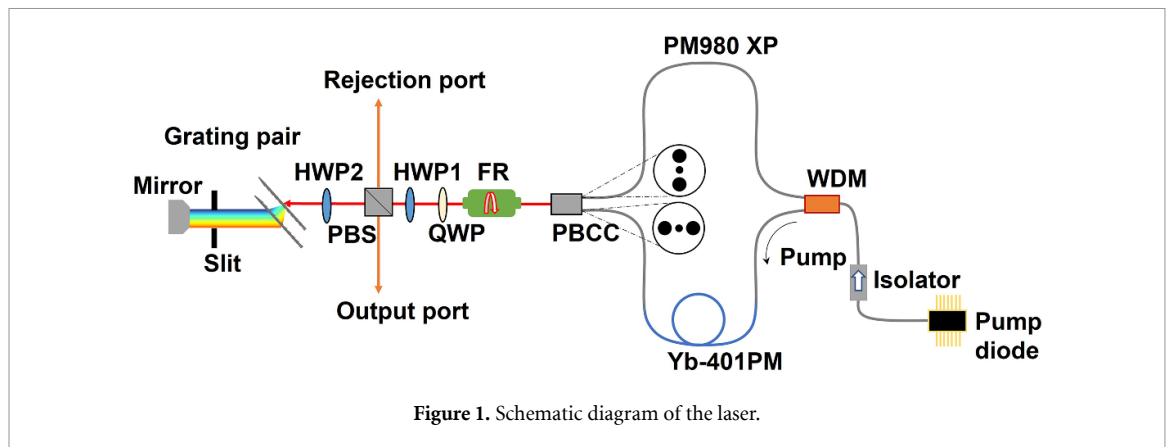 PM980 XP
Rejection port
Grating pair
HWP2
HWP1
FR
Mirror
WDM
PBS
QWP
PBCC
Slit
Pump
Isolator
Output port
Pump
diode
Yb-401PM
Figure 1. Schematic diagram of the laser.